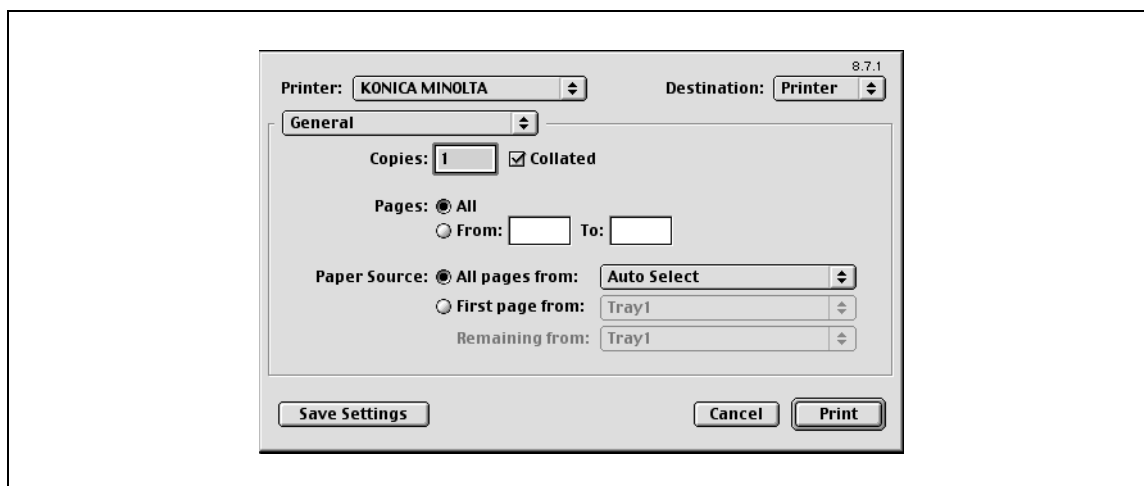 8.7.1
Printer: KONICA MINOLTA Destination: Printer
General
Copies: 1 Collated
Pages: All
From: To:
Paper Source: All pages from: Auto Select
First page from: Tray1
Remaining from: Tray1
Save Settings Cancel Print